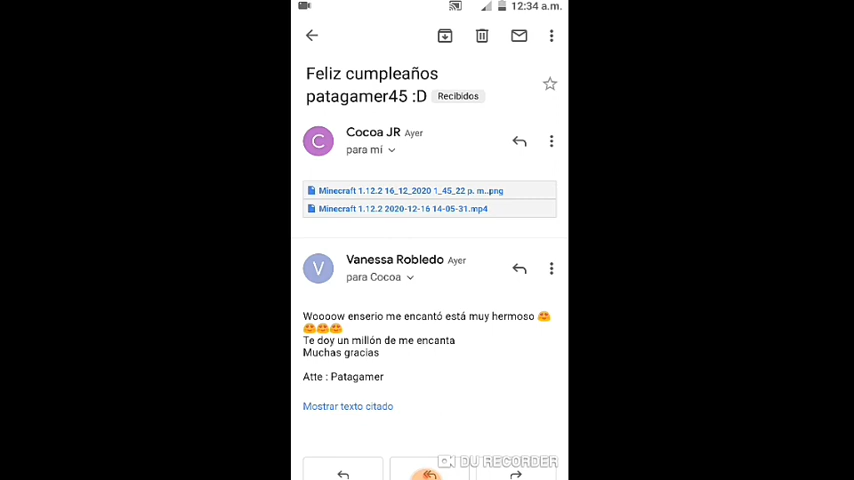 12:34 a.m.
Feliz cumpleaños
patagamer45 :D Recibidos
C
Cocoa JR Ayer
para mí
Minecraft 1.12.2 16_12_2020 1_45_22 p. m..png
Minecraft 1.12.2 2020-12-16 14-05-31.mp4
V
Vanessa Robledo Ayer
para Cocoa
Woooow enserio me encantó está muy hermoso 😍
😍😍😍
Te doy un millón de me encanta
Muchas gracias
Atte : Patagamer
Mostrar texto citado
DU RECORDER